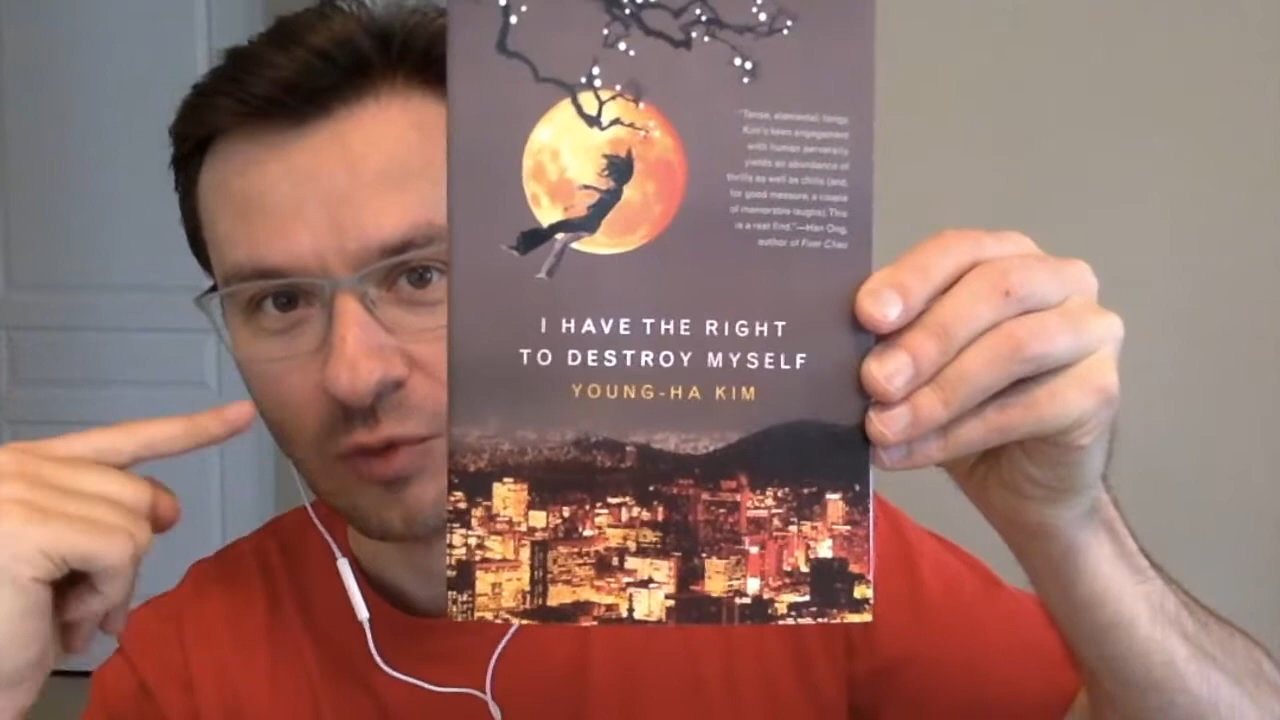 "Tense, elemental, fangy.
Kim's keen engagement
with human perversity
yields an abundance of
thrills as well as chills (and,
for good measure, a couple
of memorable laughs). This
is a real find."—Han Ong,
author of Fixer Chao
I HAVE THE RIGHT
TO DESTROY MYSELF
YOUNG-HA KIM